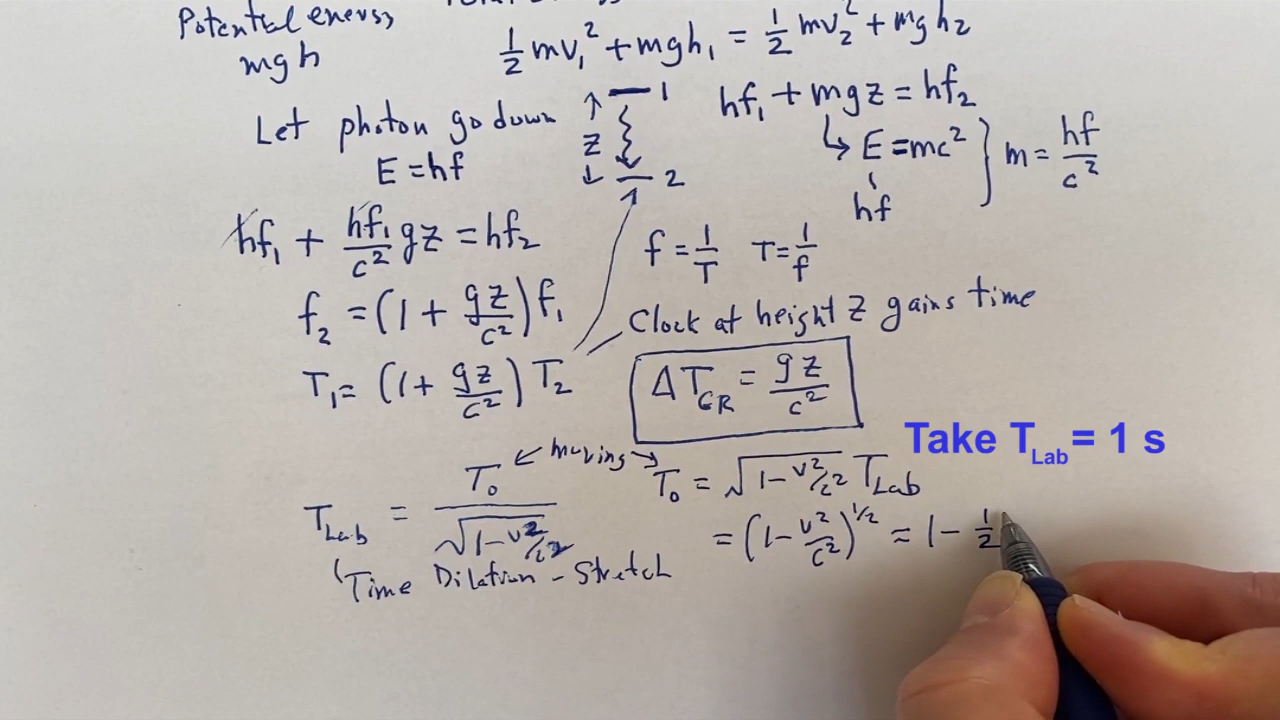 Potential energy
mgh
½mv₁² + mgh₁ = ½mv₂² + mgh₂
Let photon go down
E = hf
z
1
2
hf₁ + mgz = hf₂
↳ E = mc² } m = hf/c²
hf
hf₁ + hf₁/c² gz = hf₂
f = 1/T T = 1/f
f₂ = (1 + gz/c²) f₁
Clock at height z gains time
T₁ = (1 + gz/c²) T₂
ΔT_GR = gz/c²
Take T_Lab = 1 s
← moving →
T_Lab = T₀/√(1-v²/c²)
T₀ = √(1-v²/c²) T_Lab
= (1 - v²/c²)^1/2 ≈ 1 - 1/2
(Time Dilation - Stretch